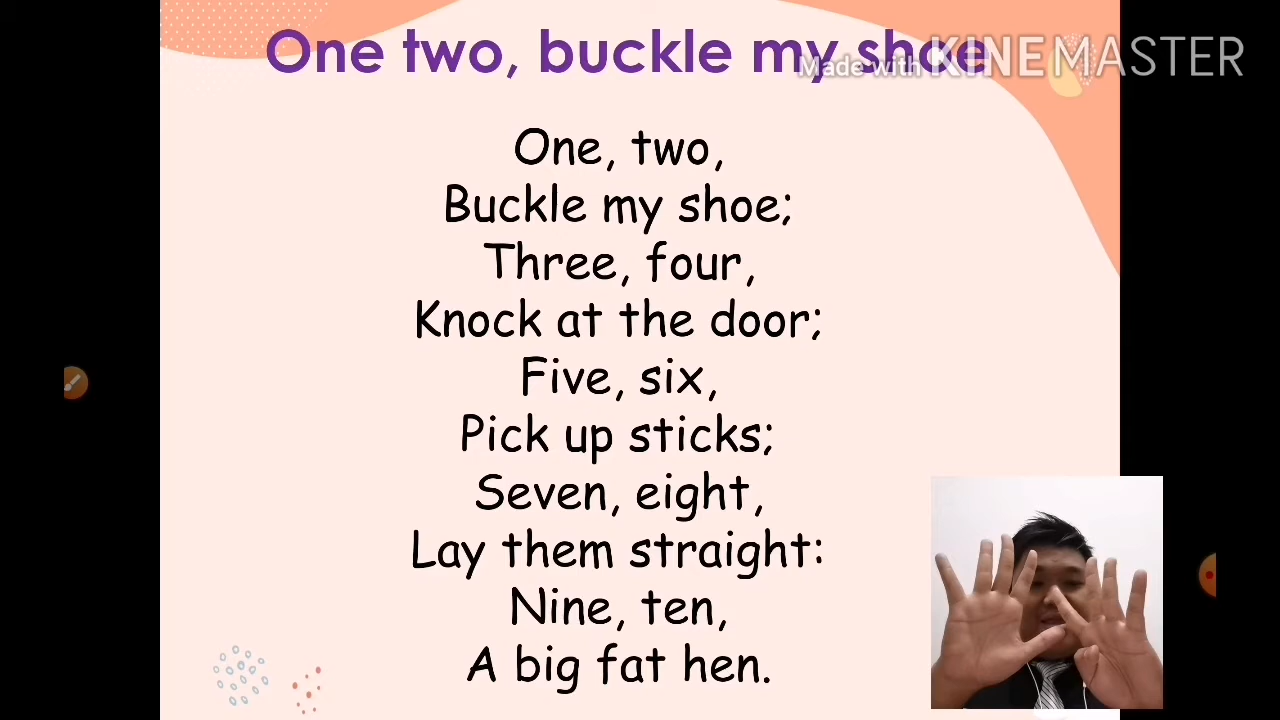 One two, buckle my shoe
Made with KINEMASTER
One, two,
Buckle my shoe;
Three, four,
Knock at the door;
Five, six,
Pick up sticks;
Seven, eight,
Lay them straight:
Nine, ten,
A big fat hen.